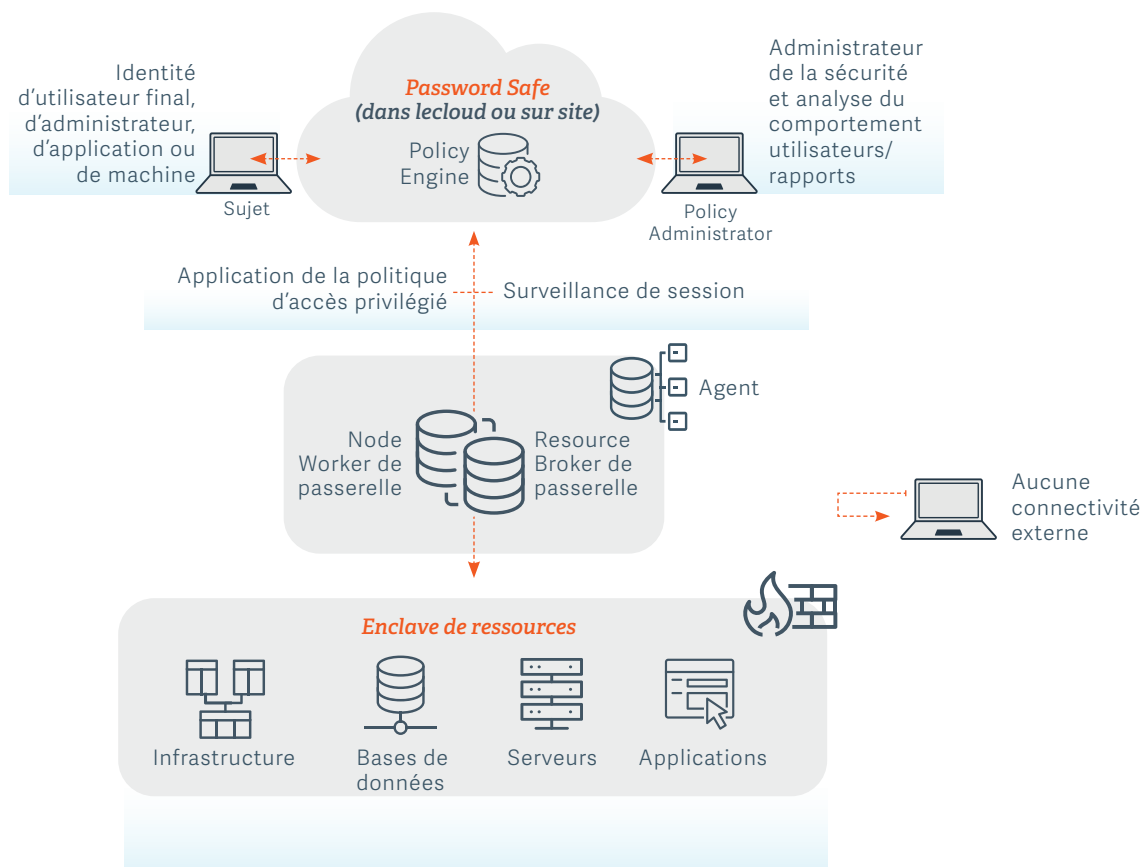 Identité
d'utilisateur final,
d'administrateur,
d'application ou
de machine
Sujet
Password Safe
(dans lecloud ou sur site)
Policy
Engine
Administrateur
de la sécurité
et analyse du
comportement
utilisateurs/
rapports
Policy
Administrator
Application de la politique
d'accès privilégié
Surveillance de session
Agent
Node
Worker de
passerelle
Resource
Broker de
passerelle
Aucune
connectivité
externe
Enclave de ressources
Infrastructure
Bases de
données
Serveurs
Applications